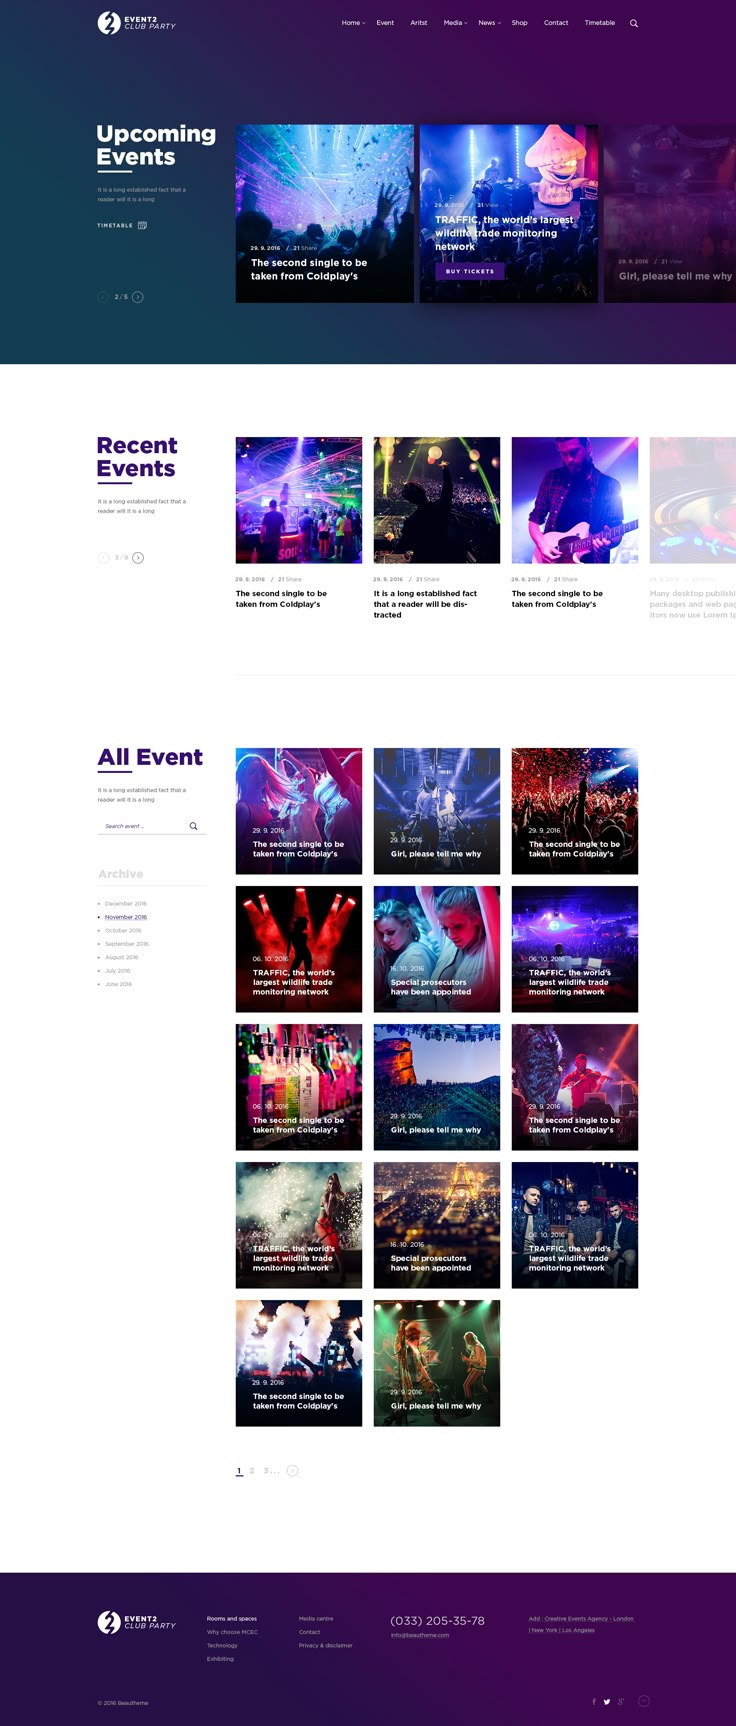 EVENT2
CLUB PARTY
Home
Event
Aritst
Media
News
Shop
Contact
Timetable
Upcoming
Events
It is a long established fact that a
reader will it is a long
TIMETABLE
2 / 5
29. 9. 2016 / 21 Share
The second single to be
taken from Coldplay's
29. 9. 2016 / 21 View
TRAFFIC, the world's largest
wildlife trade monitoring
network
BUY TICKETS
29. 9. 2016 / 21 View
Girl, please tell me why
Recent
Events
It is a long established fact that a
reader will it is a long
29. 9. 2016 / 21 Share
The second single to be
taken from Coldplay's
29. 9. 2016 / 21 Share
It is a long established fact
that a reader will be dis-
tracted
29. 9. 2016 / 21 Share
The second single to be
taken from Coldplay's
Many desktop publishi
packages and web pag
itors now use Lorem Ip
All Event
It is a long established fact that a
reader will it is a long
Search event ...
Archive
December 2016
November 2016
October 2016
September 2016
August 2016
July 2016
June 2016
29. 9. 2016
The second single to be
taken from Coldplay's
29. 9. 2016
Girl, please tell me why
29. 9. 2016
The second single to be
taken from Coldplay's
06. 10. 2016
TRAFFIC, the world's
largest wildlife trade
monitoring network
16. 10. 2016
Special prosecutors
have been appointed
06. 10. 2016
TRAFFIC, the world's
largest wildlife trade
monitoring network
06. 10. 2016
The second single to be
taken from Coldplay's
29. 9. 2016
Girl, please tell me why
29. 9. 2016
The second single to be
taken from Coldplay's
06. 10. 2016
TRAFFIC, the world's
largest wildlife trade
monitoring network
16. 10. 2016
Special prosecutors
have been appointed
06. 10. 2016
TRAFFIC, the world's
largest wildlife trade
monitoring network
29. 9. 2016
The second single to be
taken from Coldplay's
29. 9. 2016
Girl, please tell me why
1 2 3 ...
EVENT2
CLUB PARTY
Rooms and spaces
Why choose MCEC
Technology
Exhibiting
Media centre
Contact
Privacy & disclaimer
(033) 205-35-78
info@beautheme.com
Add : Creative Events Agency - London
| New York | Los Angeles
© 2016 Beautheme